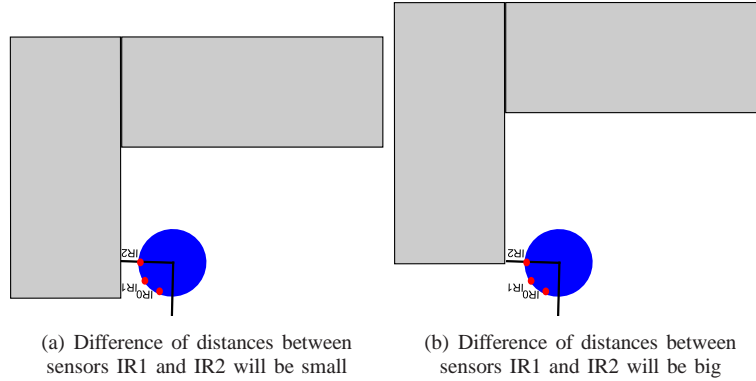 IR2
IR1
IR0
IR2
IR1
IR0
(a) Difference of distances between
sensors IR1 and IR2 will be small
(b) Difference of distances between
sensors IR1 and IR2 will be big